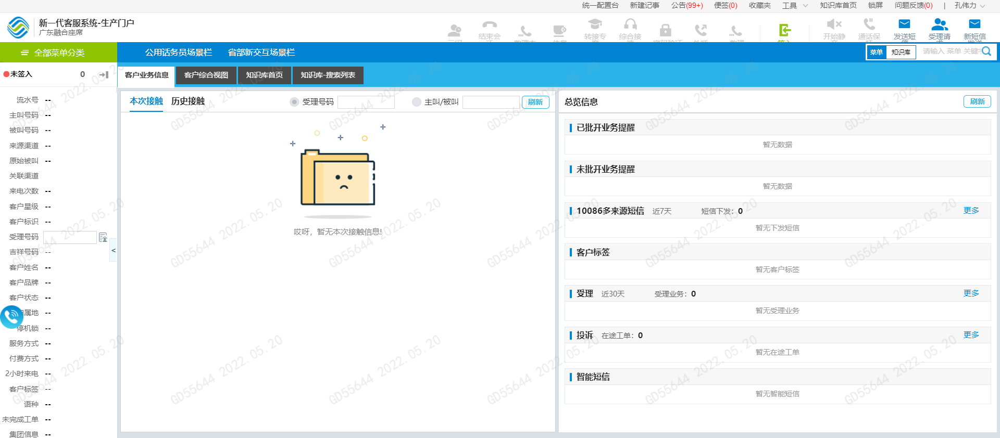 统一配置台 新建记事 公告(99+) 便签(0) 收藏夹 工具 知识库首页 锁屏 问题反馈(0) | 孔伟力
新一代客服系统-生产门户
广东融合座席
结束会 转接专 综合接 开始静 通话保 发送短 受理请 新短信
全部菜单分类 公用话务员场景栏 省部新交互场景栏 菜单 知识库 请输入 菜单 关键
未签入 0
客户业务信息 客户综合视图 知识库首页 知识库-搜索列表
流水号 --
主叫号码 --
被叫号码 --
来源渠道 --
原始被叫 --
关联渠道
来电次数 --
客户星级 --
客户标识 --
受理号码
吉祥号码 --
客户姓名 --
客户品牌 --
客户状态 --
属地 --
停机锁 --
服务方式 --
付费方式 --
2小时来电 --
客户标签 --
语种 --
未完成工单 --
集团信息 --
<
本次接触 历史接触 受理号码 主叫/被叫 刷新
哎呀，暂无本次接触信息!
总览信息 刷新
已批开业务提醒
暂无数据
未批开业务提醒
暂无数据
10086多来源短信 近7天 短信下发：0 更多
暂无下发短信
客户标签
暂无客户标签
受理 近30天 受理业务：0 更多
暂无受理业务
投诉 在途工单：0 更多
暂无在途工单
智能短信
暂无智能短信
GD55644 2022.05.20